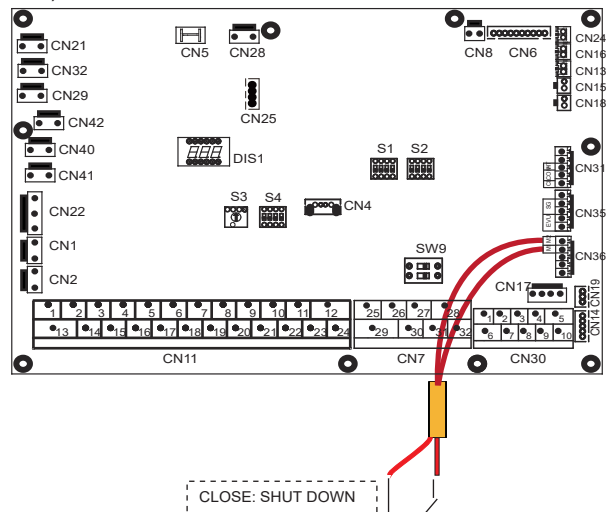 CN21
CN32
CN29
CN42
CN40
CN41
CN22
CN1
CN2
CN5
CN28
CN25
DIS1
S1
S2
S3
S4
CN4
SW9
CN8
CN6
CN24
CN16
CN13
CN15
CN18
CN31
SG
CN35
EVU
M1 M2
CN36
CN17
CN19
CN14
1 2 3 4 5 6 7 8 9 10 11 12
13 14 15 16 17 18 19 20 21 22 23 24
CN11
25 26 27 28
29 30 31 32
CN7
1 2 3 4 5
6 7 8 9 10
CN30
CLOSE: SHUT DOWN